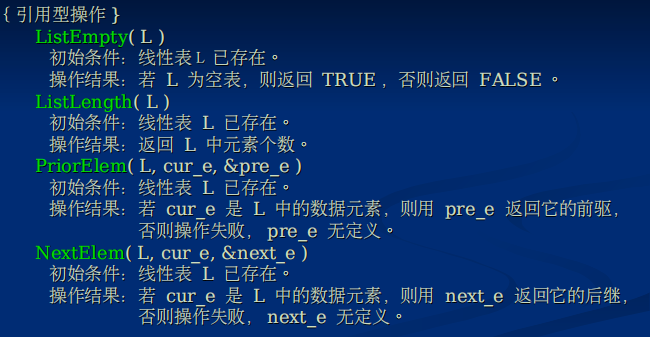 { 引用型操作 }
ListEmpty( L )
初始条件：线性表 L 已存在。
操作结果：若 L 为空表，则返回 TRUE ，否则返回 FALSE 。
ListLength( L )
初始条件：线性表 L 已存在。
操作结果：返回 L 中元素个数。
PriorElem( L, cur_e, &pre_e )
初始条件：线性表 L 已存在。
操作结果：若 cur_e 是 L 中的数据元素，则用 pre_e 返回它的前驱，
否则操作失败，pre_e 无定义。
NextElem( L, cur_e, &next_e )
初始条件：线性表 L 已存在。
操作结果：若 cur_e 是 L 中的数据元素，则用 next_e 返回它的后继，
否则操作失败，next_e 无定义。